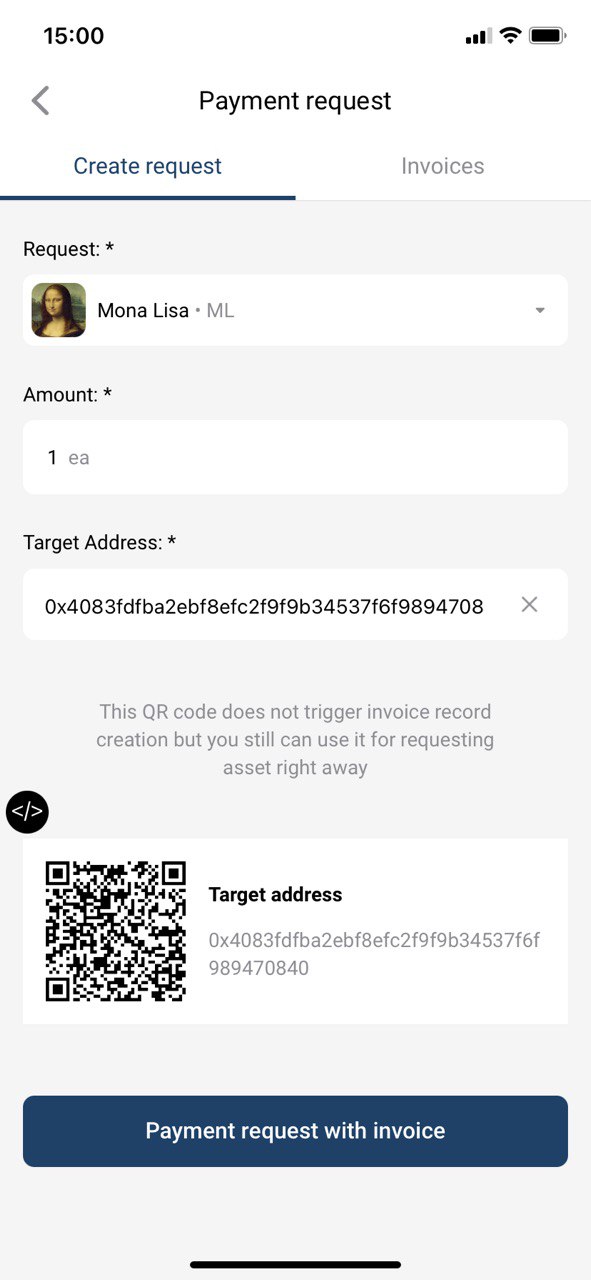 15:00
Payment request
Create request
Invoices
Request: *
Mona Lisa • ML
Amount: *
1 ea
Target Address: *
0x4083fdfba2ebf8efc2f9f9b34537f6f9894708
This QR code does not trigger invoice record
creation but you still can use it for requesting
asset right away
</>
Target address
0x4083fdfba2ebf8efc2f9f9b34537f6f
989470840
Payment request with invoice